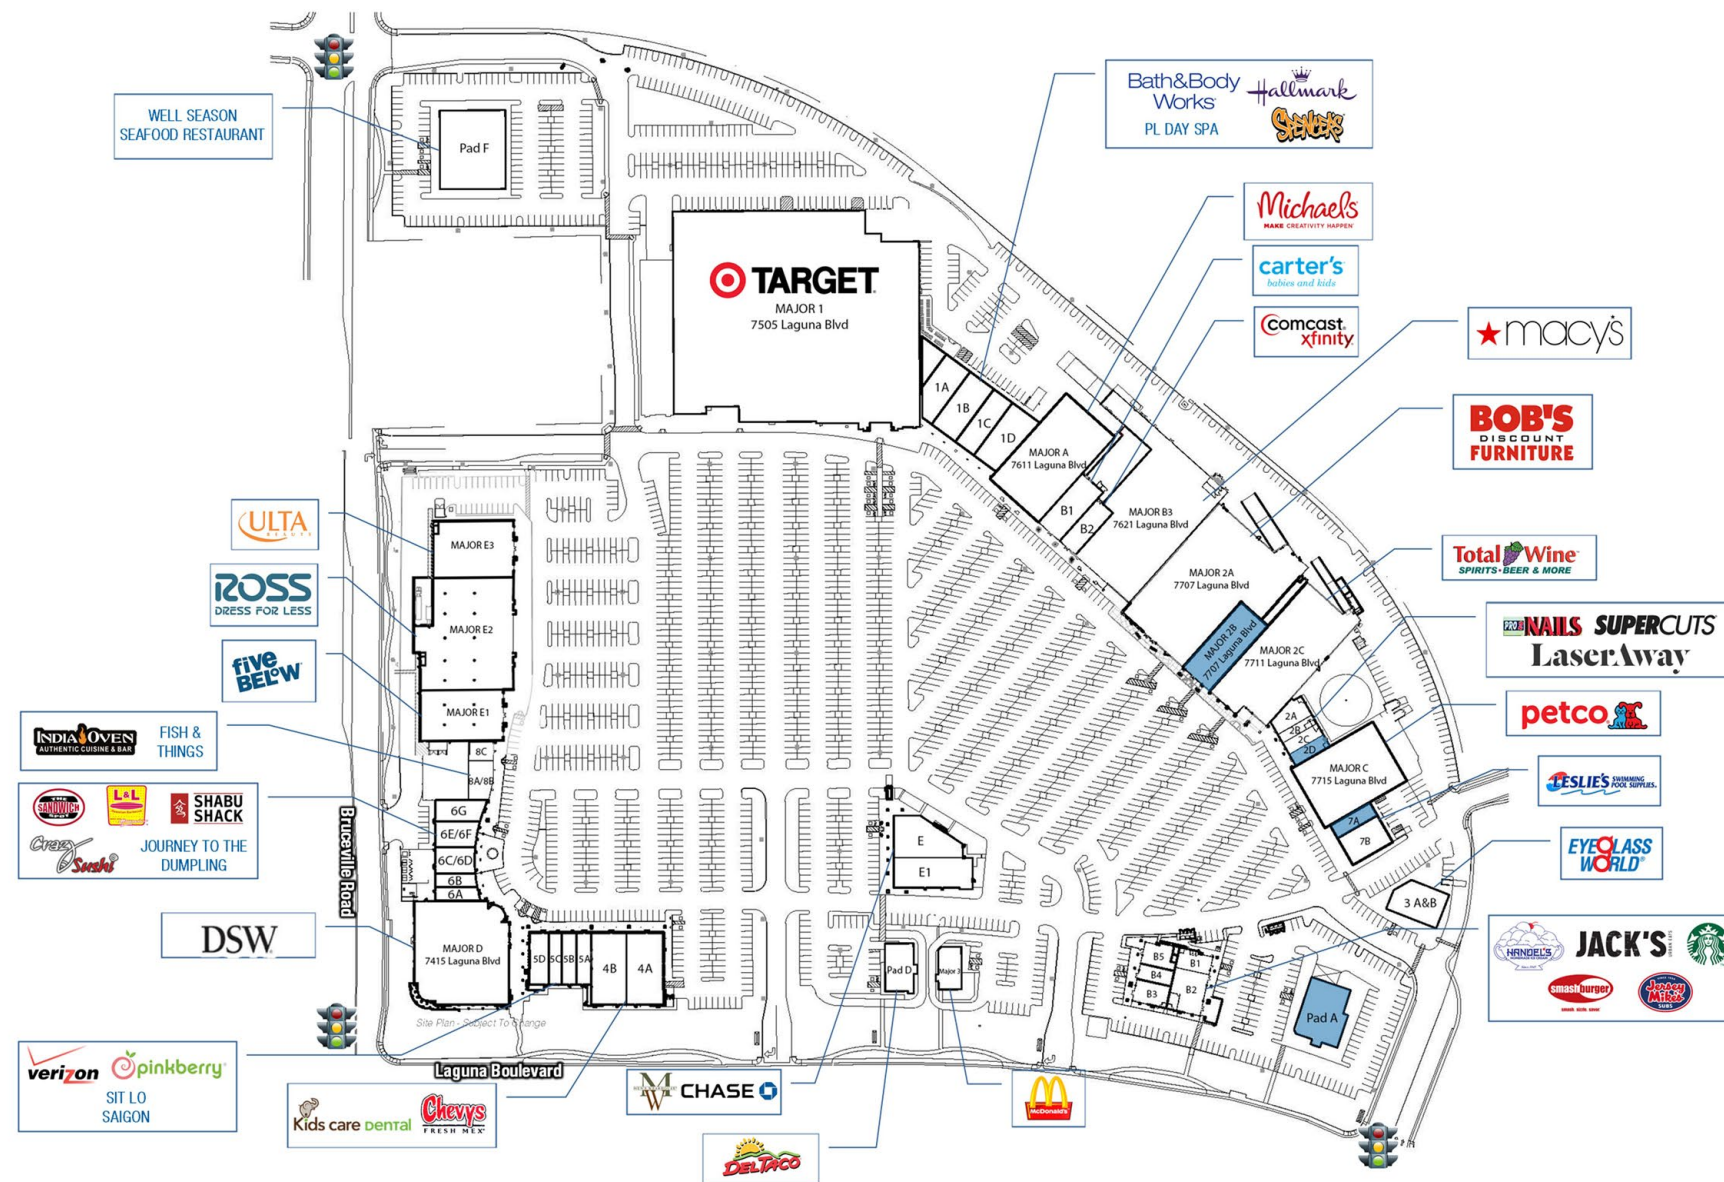 WELL SEASON
SEAFOOD RESTAURANT
Pad F
Bath&Body
Works
Hallmark
PL DAY SPA
SPENCERS
Michaels
MAKE CREATIVITY HAPPEN
carter's
babies and kids
comcast
xfinity
macy's
BOB'S
DISCOUNT
FURNITURE
Total Wine
SPIRITS•BEER & MORE
NAILS
SUPERCUTS
LaserAway
petco
LESLIE'S
SWIMMING
POOL SUPPLIES.
EYEGLASS
WORLD
HANDEL'S
JACK'S
smashburger
Jersey
Mike's
SUBS
TARGET
MAJOR 1
7505 Laguna Blvd
1A
1B
1C
1D
MAJOR A
7611 Laguna Blvd
B1
B2
MAJOR B3
7621 Laguna Blvd
MAJOR 2A
7707 Laguna Blvd
MAJOR 2B
7707 Laguna Blvd
MAJOR 2C
7711 Laguna Blvd
2A
2B
2C
2D
MAJOR C
7715 Laguna Blvd
7A
7B
3 A&B
ULTA
BEAUTY
ROSS
DRESS FOR LESS
five
BELOW
INDIA OVEN
AUTHENTIC CUISINE & BAR
FISH &
THINGS
THE
SANDWICH
SPOT
L&L
SHABU
SHACK
Crazy
Sushi
JOURNEY TO THE
DUMPLING
DSW
MAJOR E3
MAJOR E2
MAJOR E1
8C
8A/8B
6G
6E/6F
6C/6D
6B
6A
MAJOR D
7415 Laguna Blvd
5D
5C
5B
5A
4B
4A
E
E1
Pad D
Major 3
B5
B4
B3
B1
B2
Pad A
Bruceville Road
Site Plan - Subject To Change
Laguna Boulevard
verizon
pinkberry
SIT LO
SAIGON
Kids care DENTAL
Chevys
FRESH MEX
MW
CHASE
DEL TACO
McDonald's